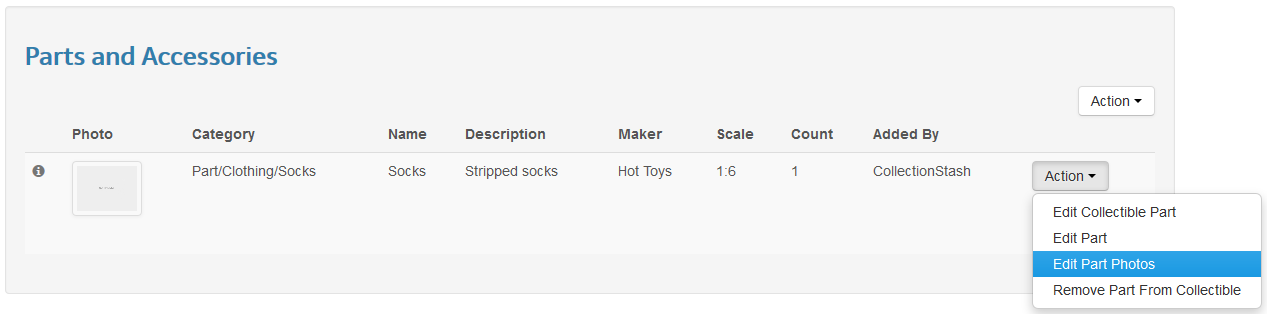 Parts and Accessories
Action
Photo Category Name Description Maker Scale Count Added By
Part/Clothing/Socks Socks Stripped socks Hot Toys 1:6 1 CollectionStash Action
Edit Collectible Part
Edit Part
Edit Part Photos
Remove Part From Collectible